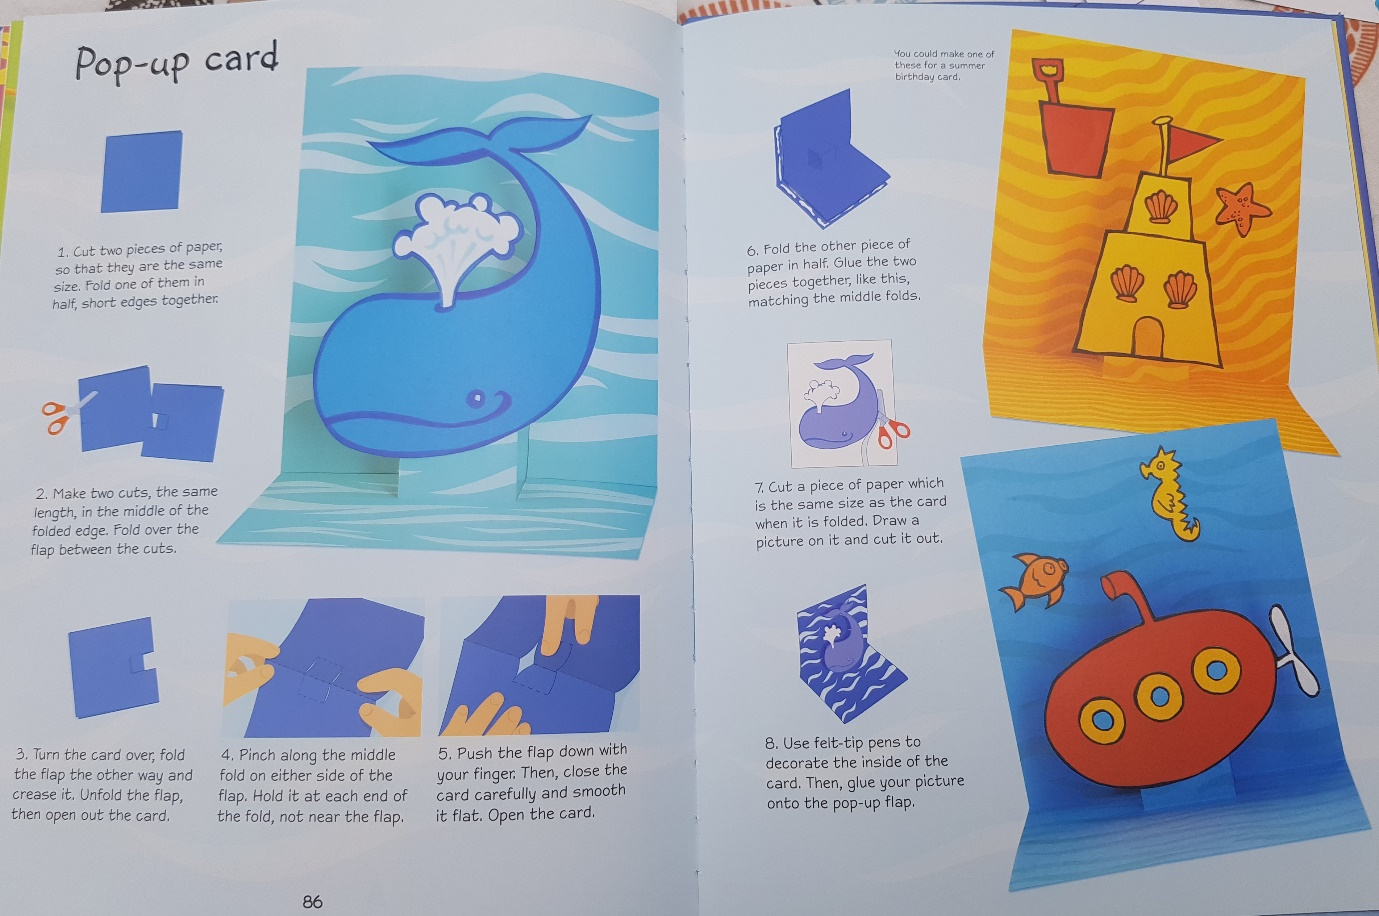 Pop-up card
1. Cut two pieces of paper,
so that they are the same
size. Fold one of them in
half, short edges together.
2. Make two cuts, the same
length, in the middle of the
folded edge. Fold over the
flap between the cuts.
3. Turn the card over, fold
the flap the other way and
crease it. Unfold the flap,
then open out the card.
4. Pinch along the middle
fold on either side of the
flap. Hold it at each end of
the fold, not near the flap.
5. Push the flap down with
your finger. Then, close the
card carefully and smooth
it flat. Open the card.
86
You could make one of
these for a summer
birthday card.
6. Fold the other piece of
paper in half. Glue the two
pieces together, like this,
matching the middle folds.
7. Cut a piece of paper which
is the same size as the card
when it is folded. Draw a
picture on it and cut it out.
8. Use felt-tip pens to
decorate the inside of the
card. Then, glue your picture
onto the pop-up flap.